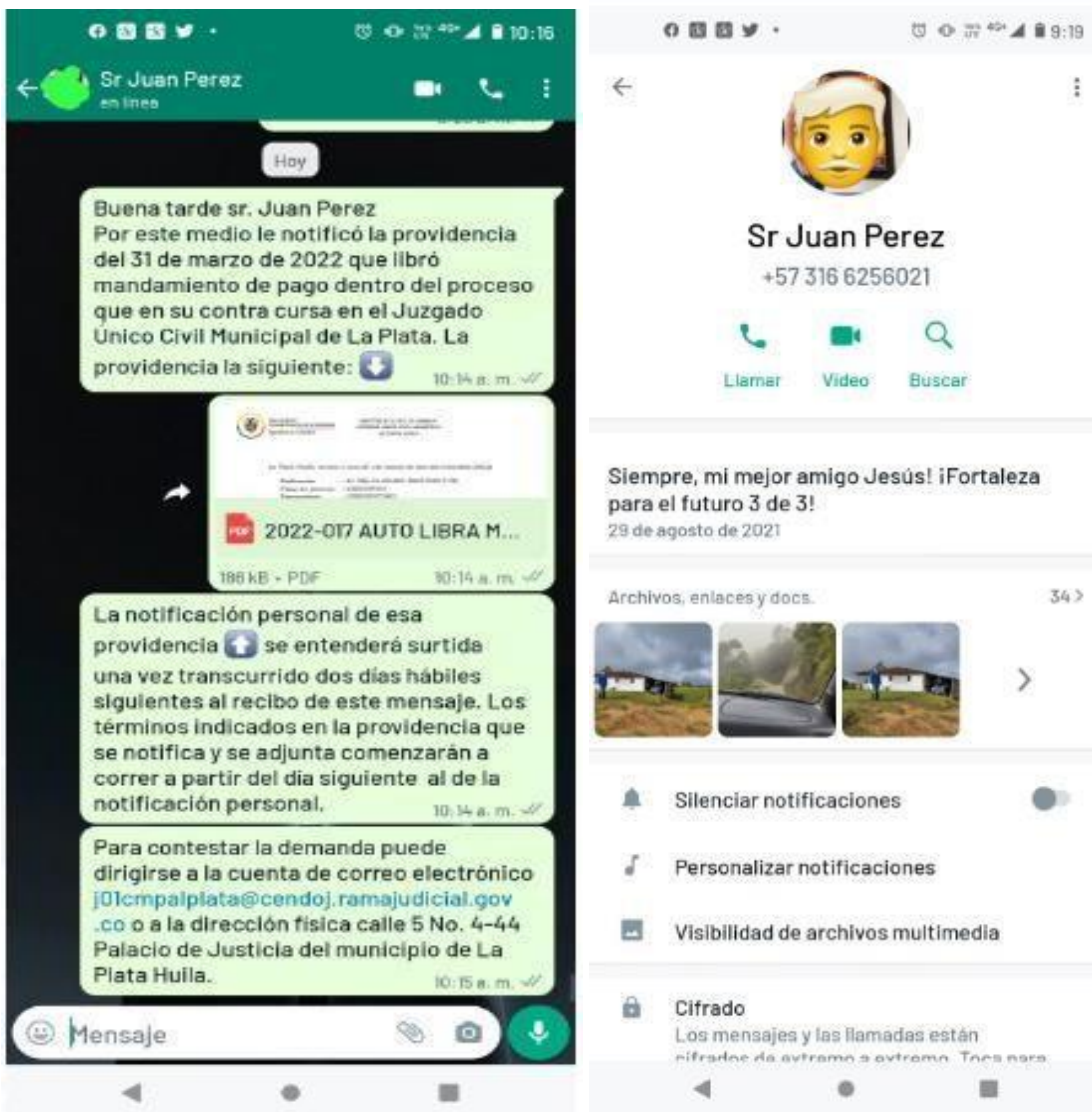 10:16
Sr Juan Perez
en línea
Hoy
Buena tarde sr. Juan Perez
Por este medio le notificó la providencia
del 31 de marzo de 2022 que libró
mandamiento de pago dentro del proceso
que en su contra cursa en el Juzgado
Unico Civil Municipal de La Plata. La
providencia la siguiente:
10:14 a. m.
PDF
2022-017 AUTO LIBRA M...
186 kB • PDF
10:14 a. m.
La notificación personal de esa
providencia se entenderá surtida
una vez transcurrido dos días hábiles
siguientes al recibo de este mensaje. Los
términos indicados en la providencia que
se notifica y se adjunta comenzarán a
correr a partir del día siguiente al de la
notificación personal.
10:14 a. m.
Para contestar la demanda puede
dirigirse a la cuenta de correo electrónico
j01cmpalplata@cendoj.ramajudicial.gov
.co o a la dirección física calle 5 No. 4-44
Palacio de Justicia del municipio de La
Plata Huila.
10:15 a. m.
Mensaje
9:19
Sr Juan Perez
+57 316 6256021
Llamar Video Buscar
Siempre, mi mejor amigo Jesús! ¡Fortaleza
para el futuro 3 de 3!
29 de agosto de 2021
Archivos, enlaces y docs. 34 >
Silenciar notificaciones
Personalizar notificaciones
Visibilidad de archivos multimedia
Cifrado
Los mensajes y las llamadas están
cifrados de extremo a extremo. Toca para